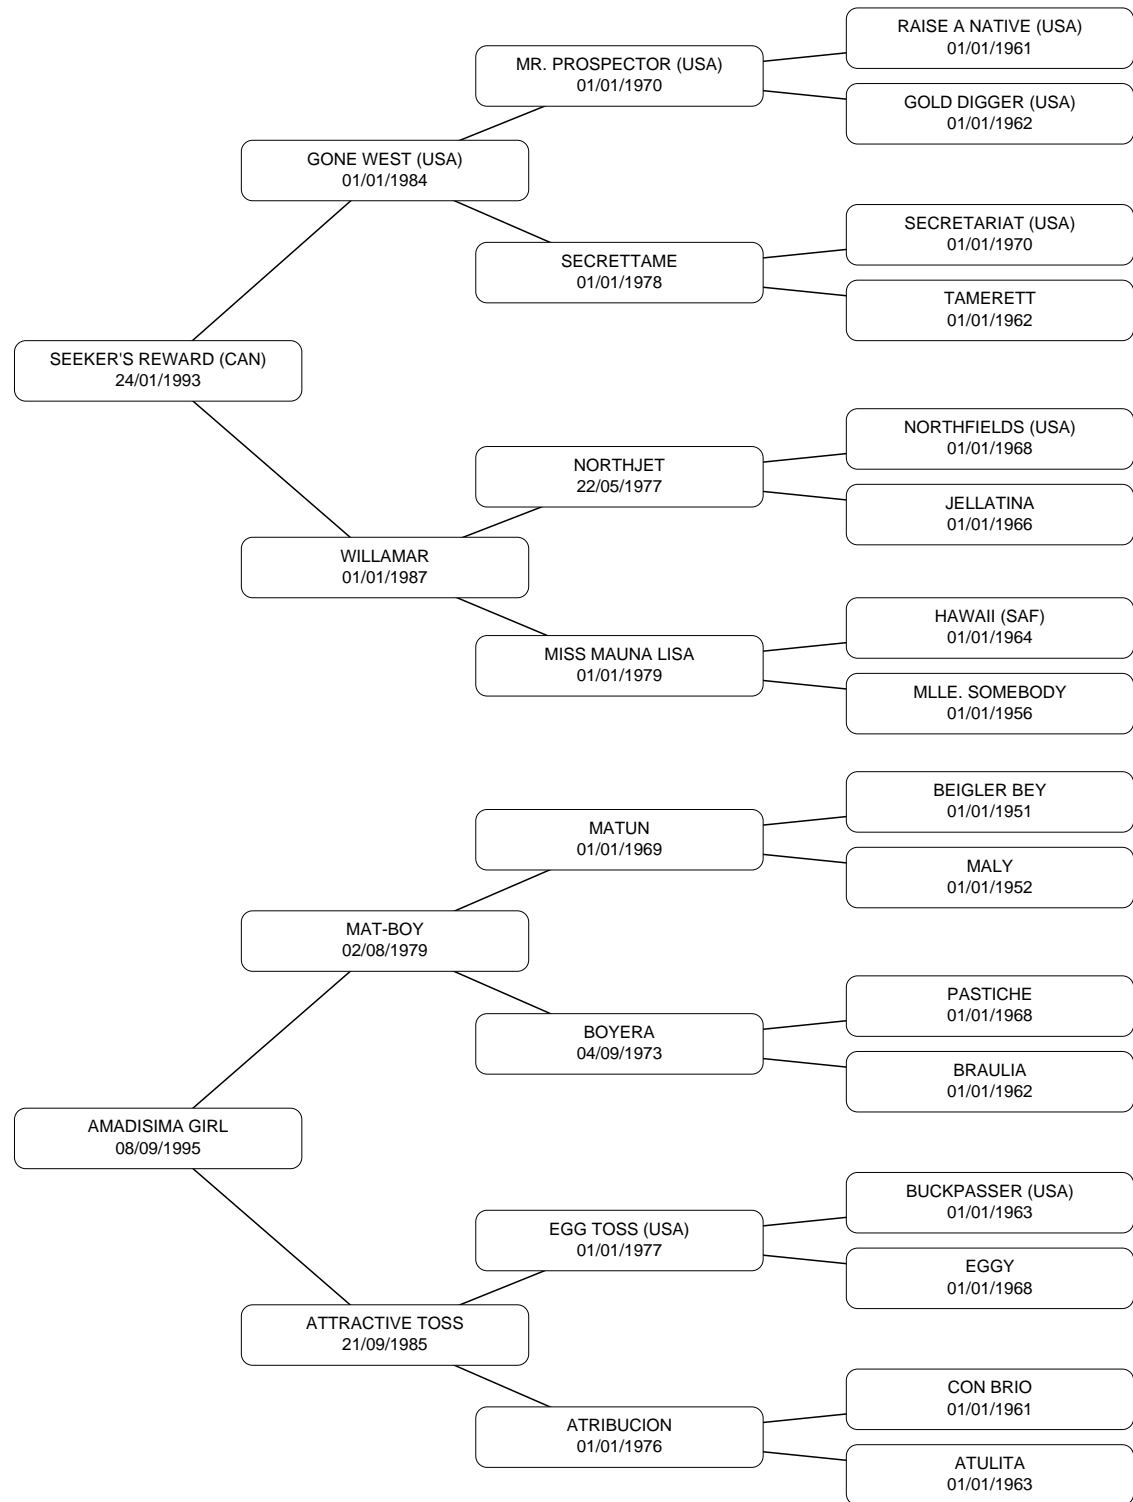 RAISE A NATIVE (USA)
01/01/1961
MR. PROSPECTOR (USA)
01/01/1970
GOLD DIGGER (USA)
01/01/1962
GONE WEST (USA)
01/01/1984
SECRETARIAT (USA)
01/01/1970
SECRETTAME
01/01/1978
TAMERETT
01/01/1962
SEEKER'S REWARD (CAN)
24/01/1993
NORTHFIELDS (USA)
01/01/1968
NORTHJET
22/05/1977
JELLATINA
01/01/1966
WILLAMAR
01/01/1987
HAWAII (SAF)
01/01/1964
MISS MAUNA LISA
01/01/1979
MLLE. SOMEBODY
01/01/1956
BEIGLER BEY
01/01/1951
MATUN
01/01/1969
MALY
01/01/1952
MAT-BOY
02/08/1979
PASTICHE
01/01/1968
BOYERA
04/09/1973
BRAULIA
01/01/1962
AMADISIMA GIRL
08/09/1995
BUCKPASSER (USA)
01/01/1963
EGG TOSS (USA)
01/01/1977
EGGY
01/01/1968
ATTRACTIVE TOSS
21/09/1985
CON BRIO
01/01/1961
ATRIBUCION
01/01/1976
ATULITA
01/01/1963